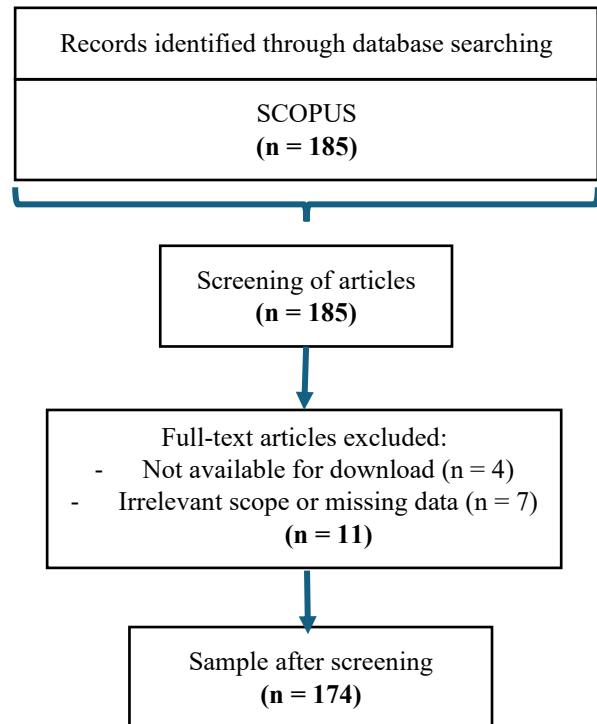 Records identified through database searching
SCOPUS
(n = 185)
Screening of articles
(n = 185)
Full-text articles excluded:
- Not available for download (n = 4)
- Irrelevant scope or missing data (n = 7)
(n = 11)
Sample after screening
(n = 174)